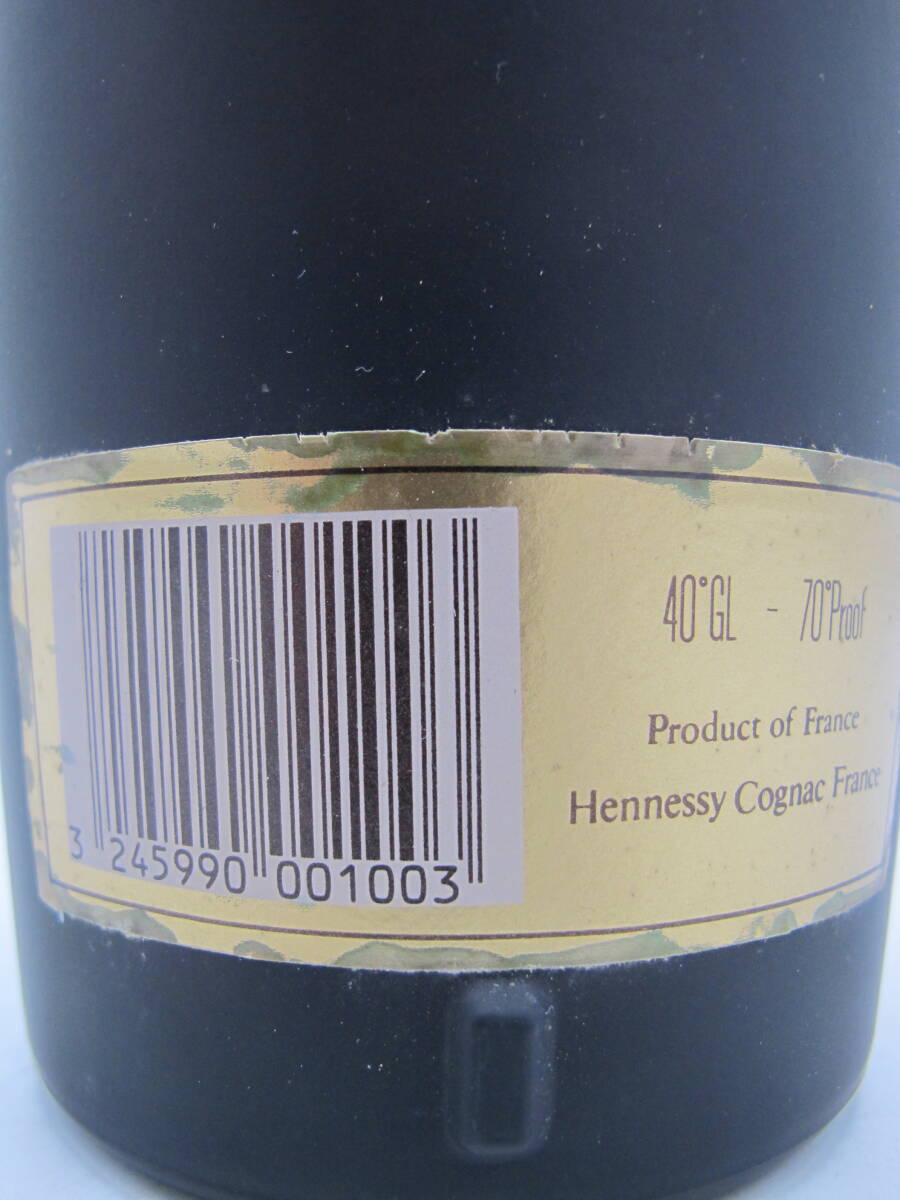 40°GL - 70°Proof
Product of France
Hennessy Cognac France
3 245990 001003